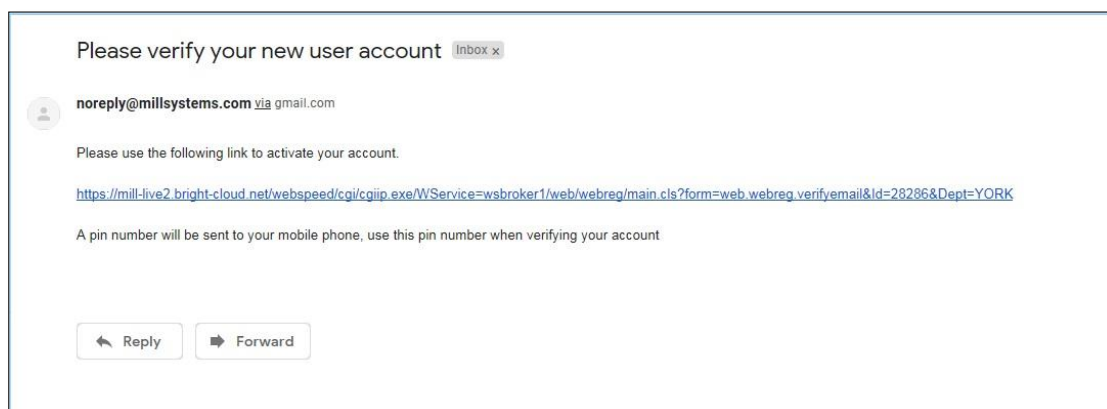 Please verify your new user account Inbox x
noreply@millsystems.com via gmail.com
Please use the following link to activate your account.
https://mill-live2.bright-cloud.net/webspeed/cgi/cgiip.exe/WService=wsbroker1/web/webreg/main.cls?form=web.webreg.verifyemail&Id=28286&Dept=YORK
A pin number will be sent to your mobile phone, use this pin number when verifying your account
Reply Forward